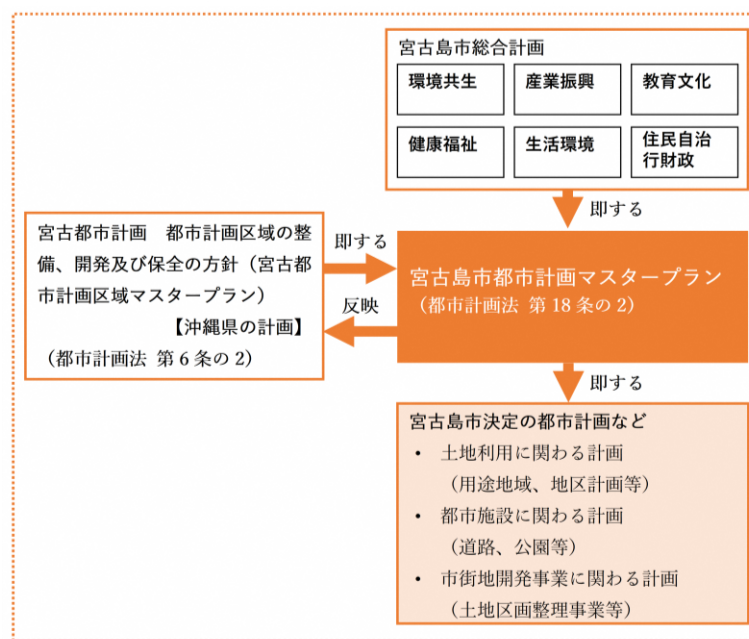 宮古島市総合計画
環境共生
産業振興
教育文化
健康福祉
生活環境
住民自治
行財政
即する
宮古都市計画　都市計画区域の整
備、開発及び保全の方針（宮古都
市計画区域マスタープラン）
【沖縄県の計画】
（都市計画法 第 6 条の 2）
即する
反映
宮古島市都市計画マスタープラン
（都市計画法 第 18 条の 2）
即する
宮古島市決定の都市計画など
• 土地利用に関わる計画
（用途地域、地区計画等）
• 都市施設に関わる計画
（道路、公園等）
• 市街地開発事業に関わる計画
（土地区画整理事業等）